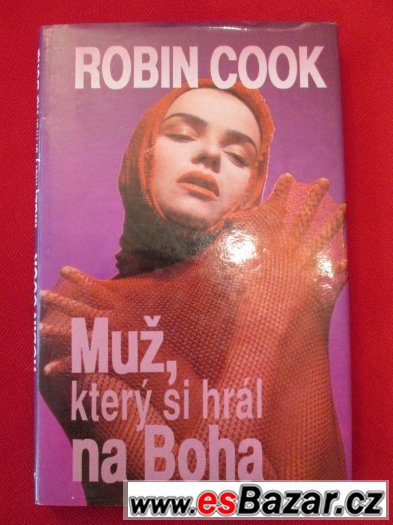 ROBIN COOK
Muž,
který si hrál
na Boha
www.esBazar.cz